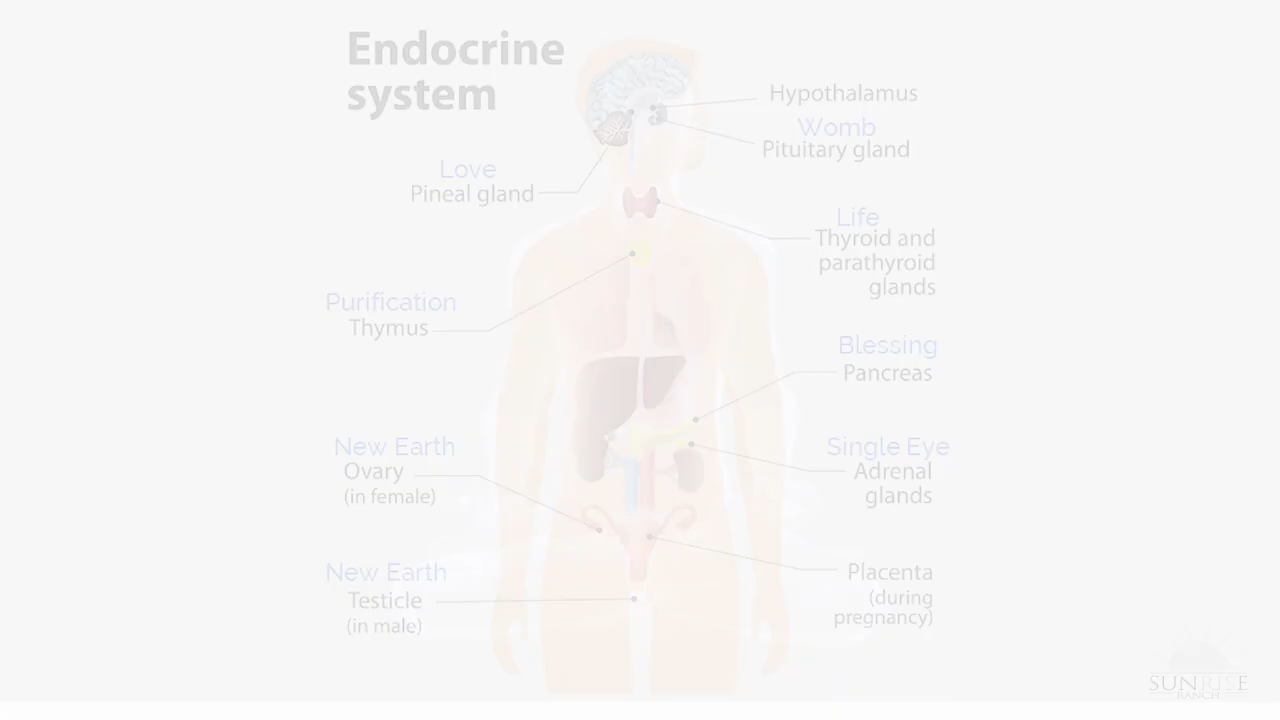 Endocrine
system
Hypothalamus
Womb
Pituitary gland
Love
Pineal gland
Life
Thyroid and
parathyroid
glands
Purification
Thymus
Blessing
Pancreas
New Earth
Ovary
(in female)
Single Eye
Adrenal
glands
New Earth
Testicle
(in male)
Placenta
(during
pregnancy)
SUNRISE
RANCH